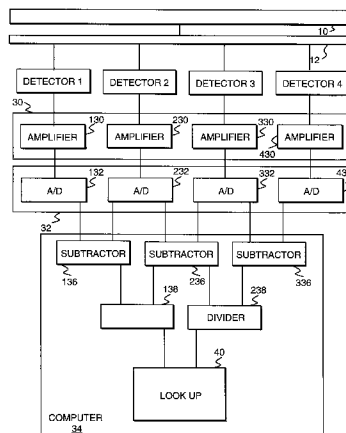 10
12
DETECTOR 1 DETECTOR 2 DETECTOR 3 DETECTOR 4
30
130 230 330
AMPLIFIER AMPLIFIER AMPLIFIER AMPLIFIER
430
132 232 332 43
A/D A/D A/D A/D
32
SUBTRACTOR SUBTRACTOR SUBTRACTOR
136 236 336
138 238
DIVIDER
40
LOOK UP
COMPUTER
34